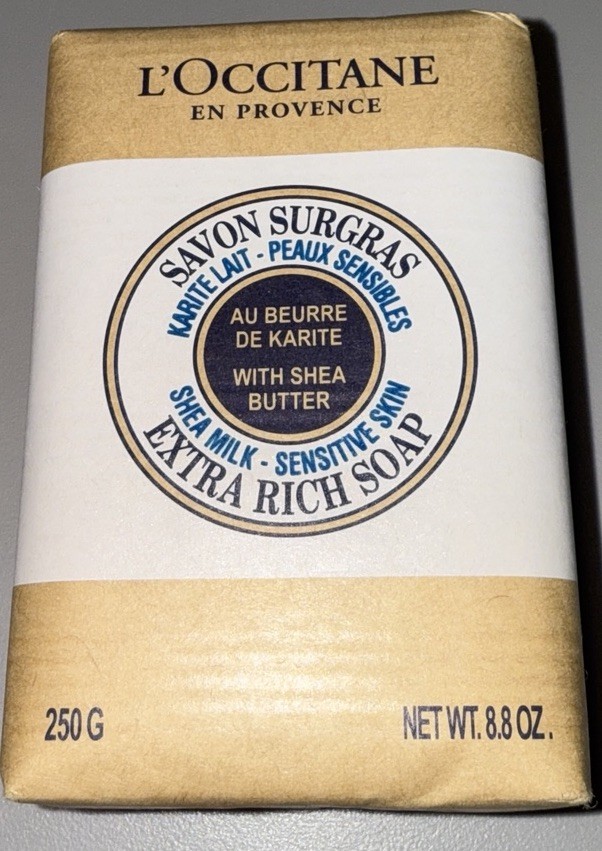 L'OCCITANE
EN PROVENCE
SAVON SURGRAS
KARITE LAIT - PEAUX SENSIBLES
AU BEURRE
DE KARITE
WITH SHEA
BUTTER
SHEA MILK - SENSITIVE SKIN
EXTRA RICH SOAP
250 G
NET WT. 8.8 OZ.